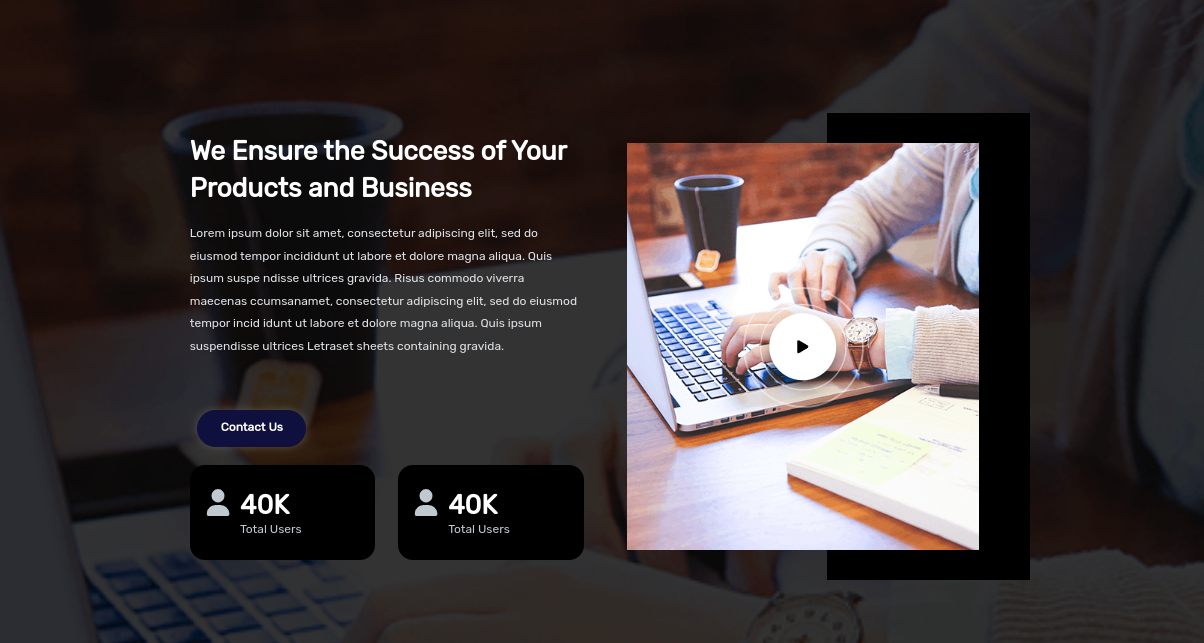 We Ensure the Success of Your
Products and Business
Lorem ipsum dolor sit amet, consectetur adipiscing elit, sed do
eiusmod tempor incididunt ut labore et dolore magna aliqua. Quis
ipsum suspe ndisse ultrices gravida. Risus commodo viverra
maecenas ccumsanamet, consectetur adipiscing elit, sed do eiusmod
tempor incid idunt ut labore et dolore magna aliqua. Quis ipsum
suspendisse ultrices Letraset sheets containing gravida.
Contact Us
40K
Total Users
40K
Total Users